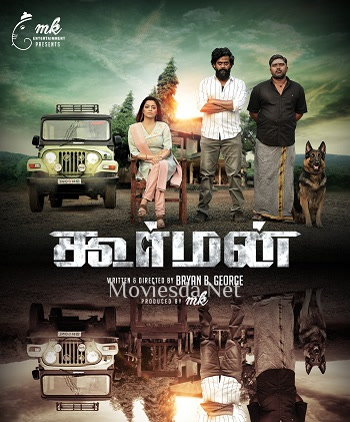 mk
ENTERTAINMENT
PRESENTS
கூர்மன்
WRITTEN & DIRECTED BY BRYAN B. GEORGE
Moviesda.Net
PRODUCED BY mk